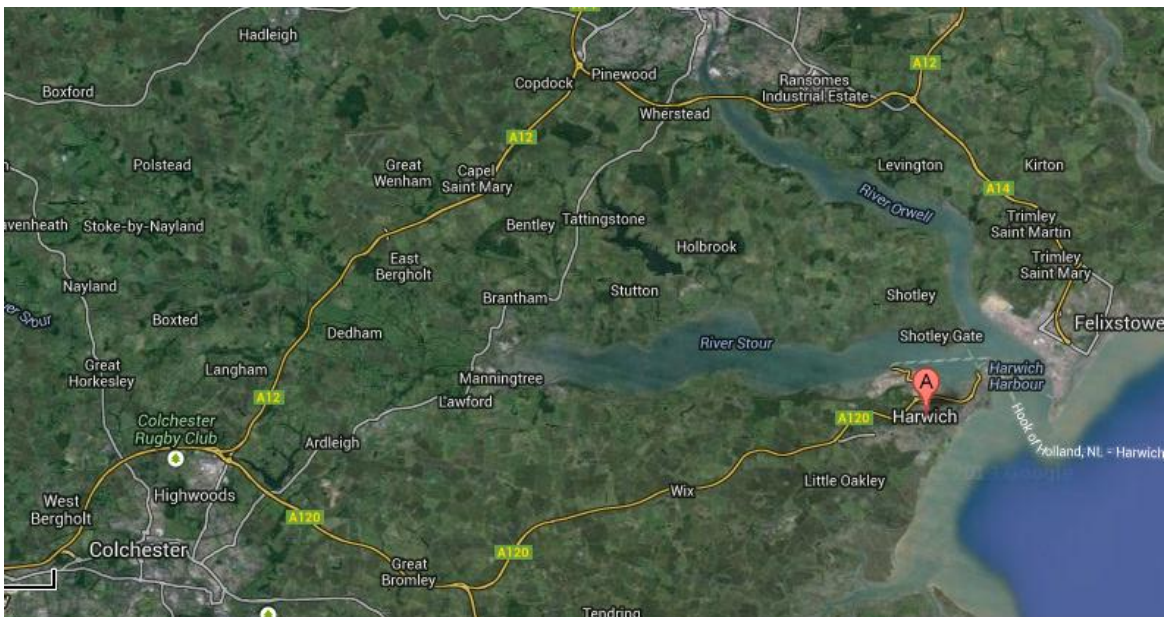 A14
Hadleigh
A12
Copdock
Pinewood
Ransomes
Industrial Estate
Boxford
Wherstead
A12
Polstead
Great
Wenham
Capel
Saint Mary
Levington
Kirton
A14
River Orwell
Trimley
Saint Martin
avenheath
Stoke-by-Nayland
Bentley
Tattingstone
Holbrook
East
Bergholt
Trimley
Saint Mary
Nayland
Brantham
Stutton
Shotley
Boxted
Dedham
Felixstowe
River Stour
Shotley Gate
Great
Horkesley
Langham
Manningtree
Harwich
Harbour
A
A12
Lawford
A120
Harwich
Colchester
Rugby Club
Ardleigh
Hook of Holland, NL - Harwich
Little Oakley
Wix
Highwoods
West
Bergholt
A120
Colchester
A120
Great
Bromley
Tendring